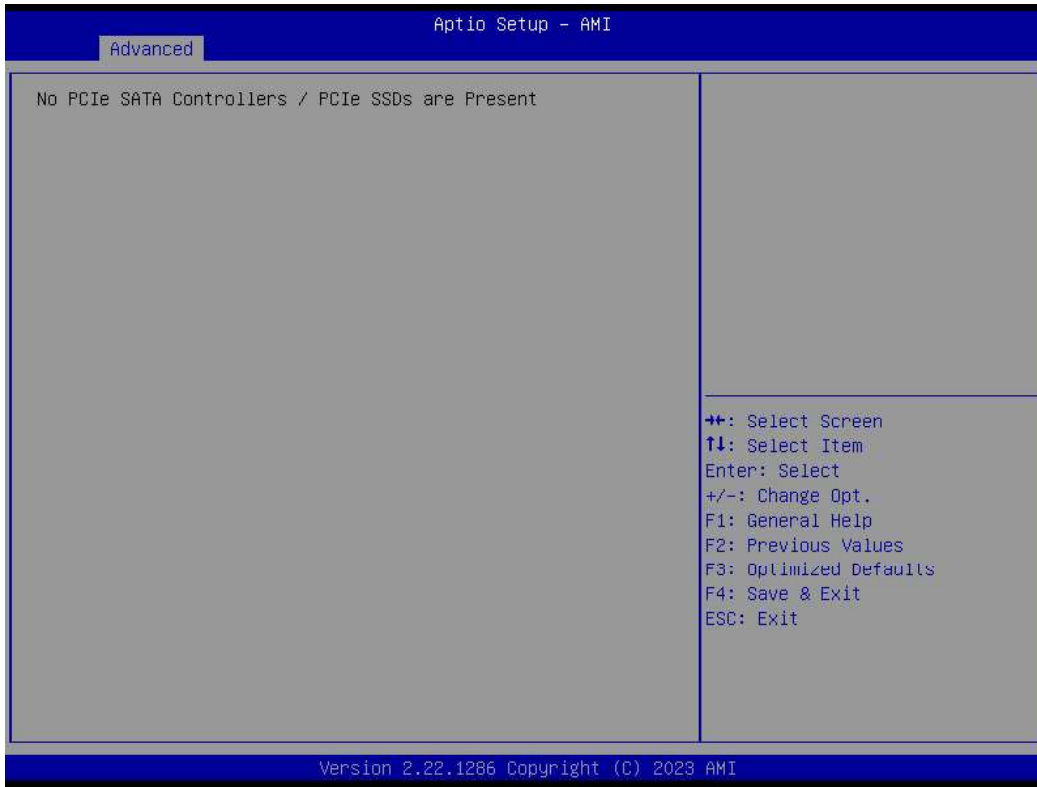 Aptio Setup – AMI
Advanced
No PCIe SATA Controllers / PCIe SSDs are Present
→←: Select Screen
↑↓: Select Item
Enter: Select
+/-: Change Opt.
F1: General Help
F2: Previous Values
F3: Optimized Defaults
F4: Save & Exit
ESC: Exit
Version 2.22.1286 Copyright (C) 2023 AMI